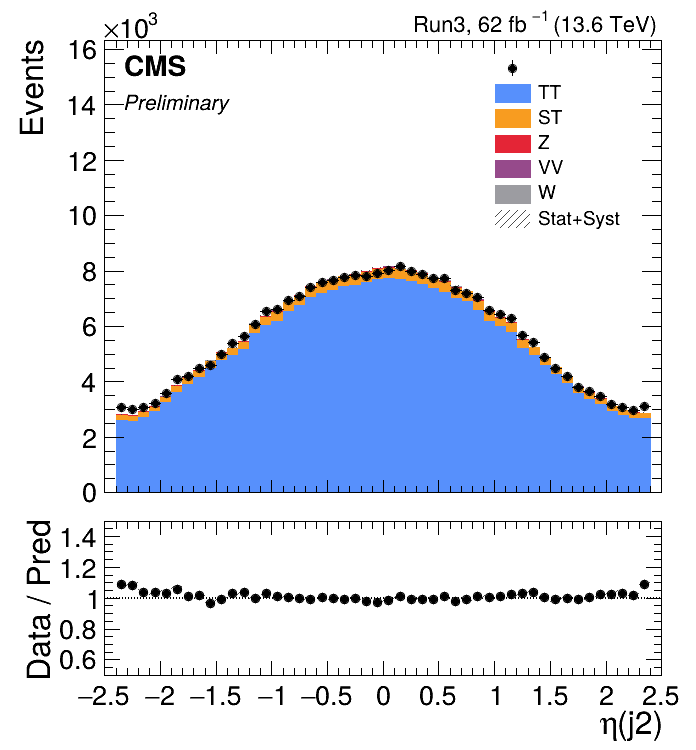 ×10³
Run3, 62 fb⁻¹ (13.6 TeV)
Events
16
14
12
10
8
6
4
2
0
CMS
Preliminary
TT
ST
Z
VV
W
Stat+Syst
Data / Pred
1.4
1.2
1
0.8
0.6
−2.5 −2 −1.5 −1 −0.5 0 0.5 1 1.5 2 2.5
η(j2)